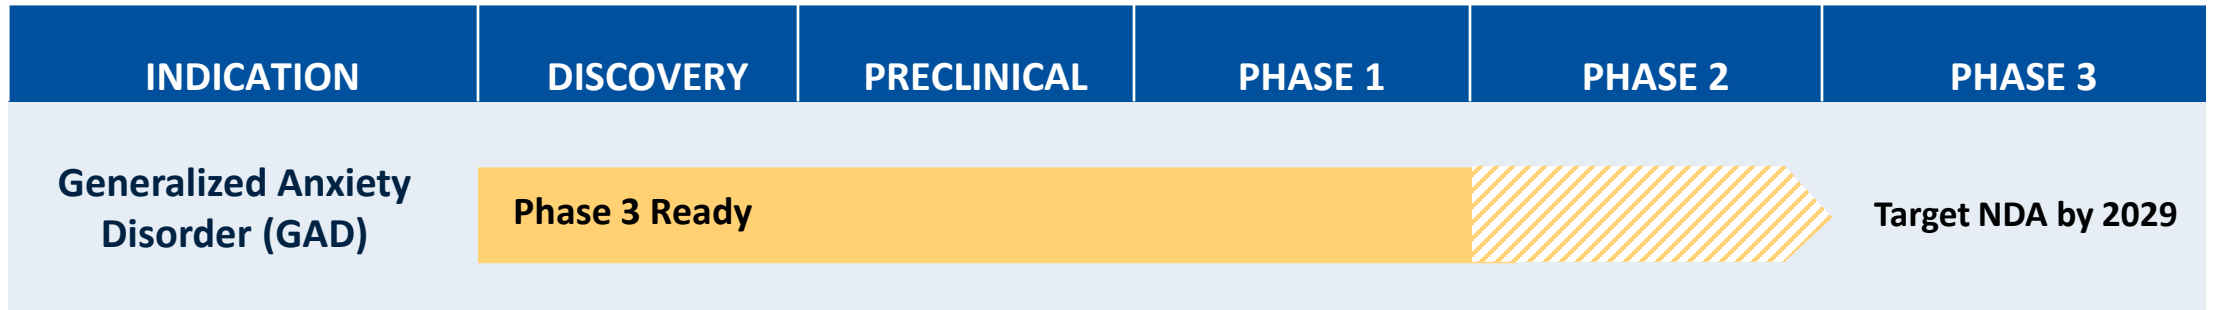 INDICATION DISCOVERY PRECLINICAL PHASE 1 PHASE 2 PHASE 3
Generalized Anxiety
Disorder (GAD)
Phase 3 Ready
Target NDA by 2029